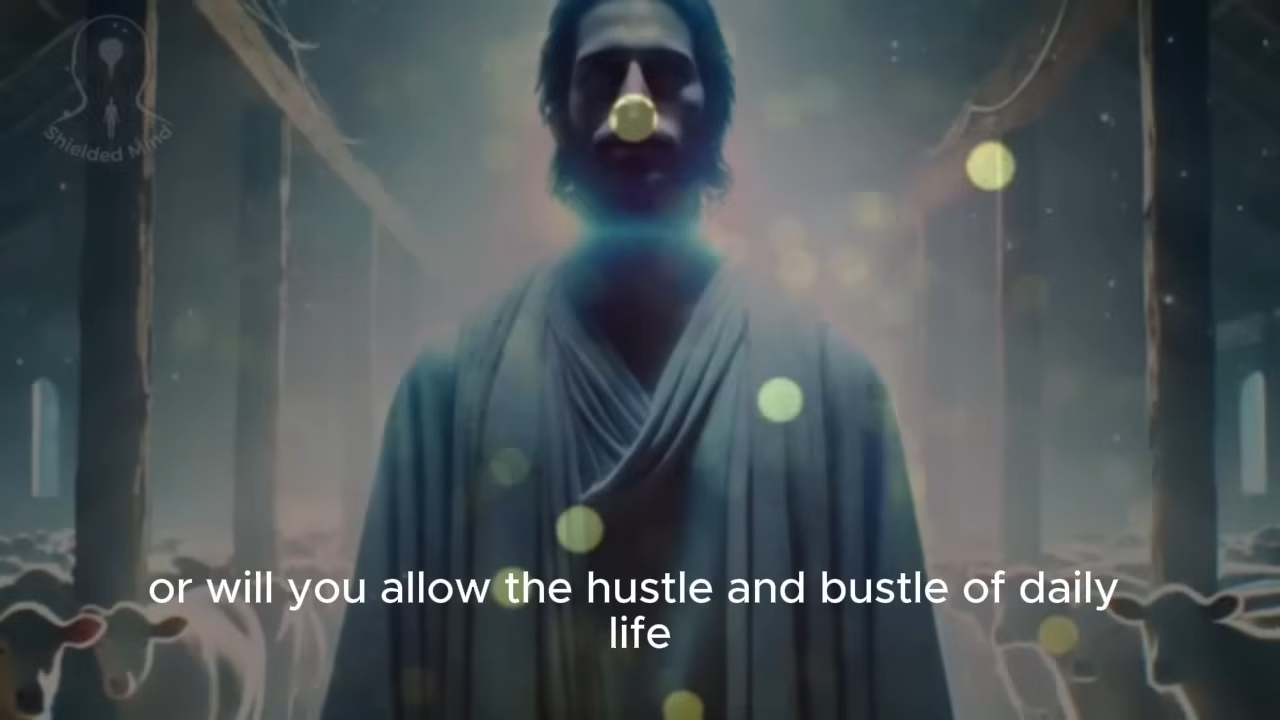 Shielded Mind
or will you allow the hustle and bustle of daily
life